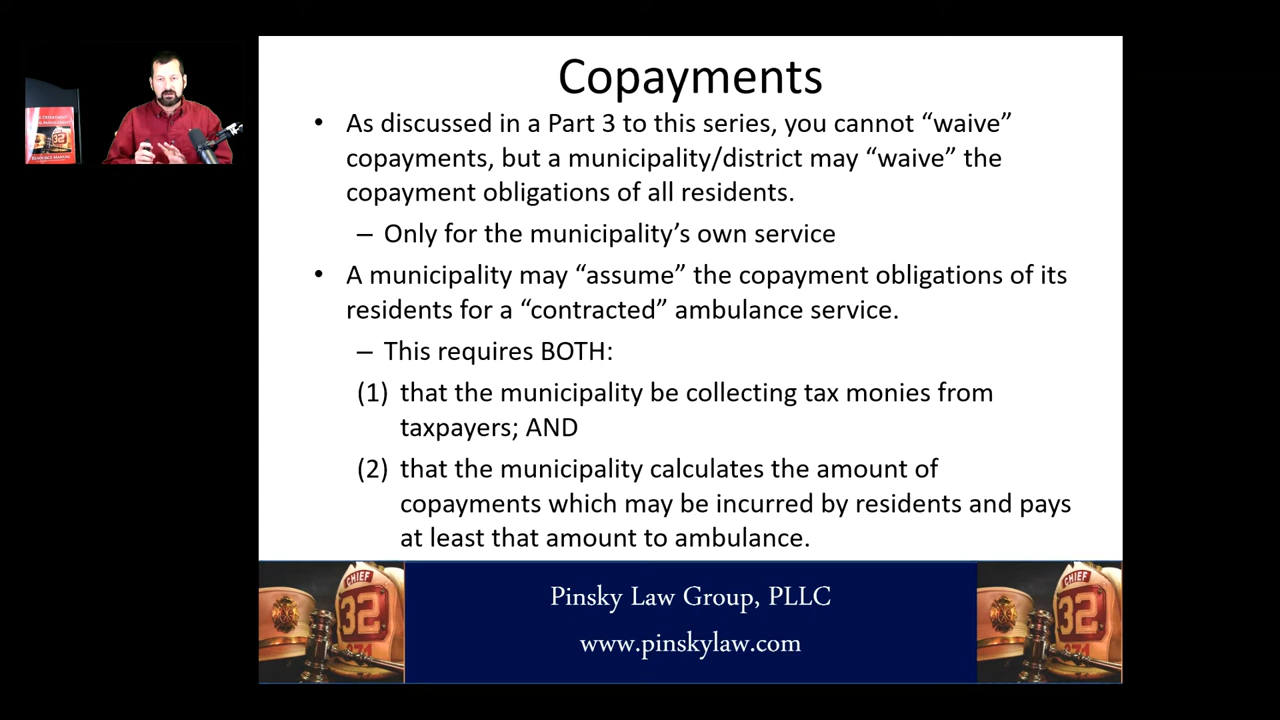 Copayments
• As discussed in a Part 3 to this series, you cannot “waive”
copayments, but a municipality/district may “waive” the
copayment obligations of all residents.
– Only for the municipality’s own service
• A municipality may “assume” the copayment obligations of its
residents for a “contracted” ambulance service.
– This requires BOTH:
(1) that the municipality be collecting tax monies from
taxpayers; AND
(2) that the municipality calculates the amount of
copayments which may be incurred by residents and pays
at least that amount to ambulance.
CHIEF
32
Pinsky Law Group, PLLC
www.pinskylaw.com
CHIEF
32